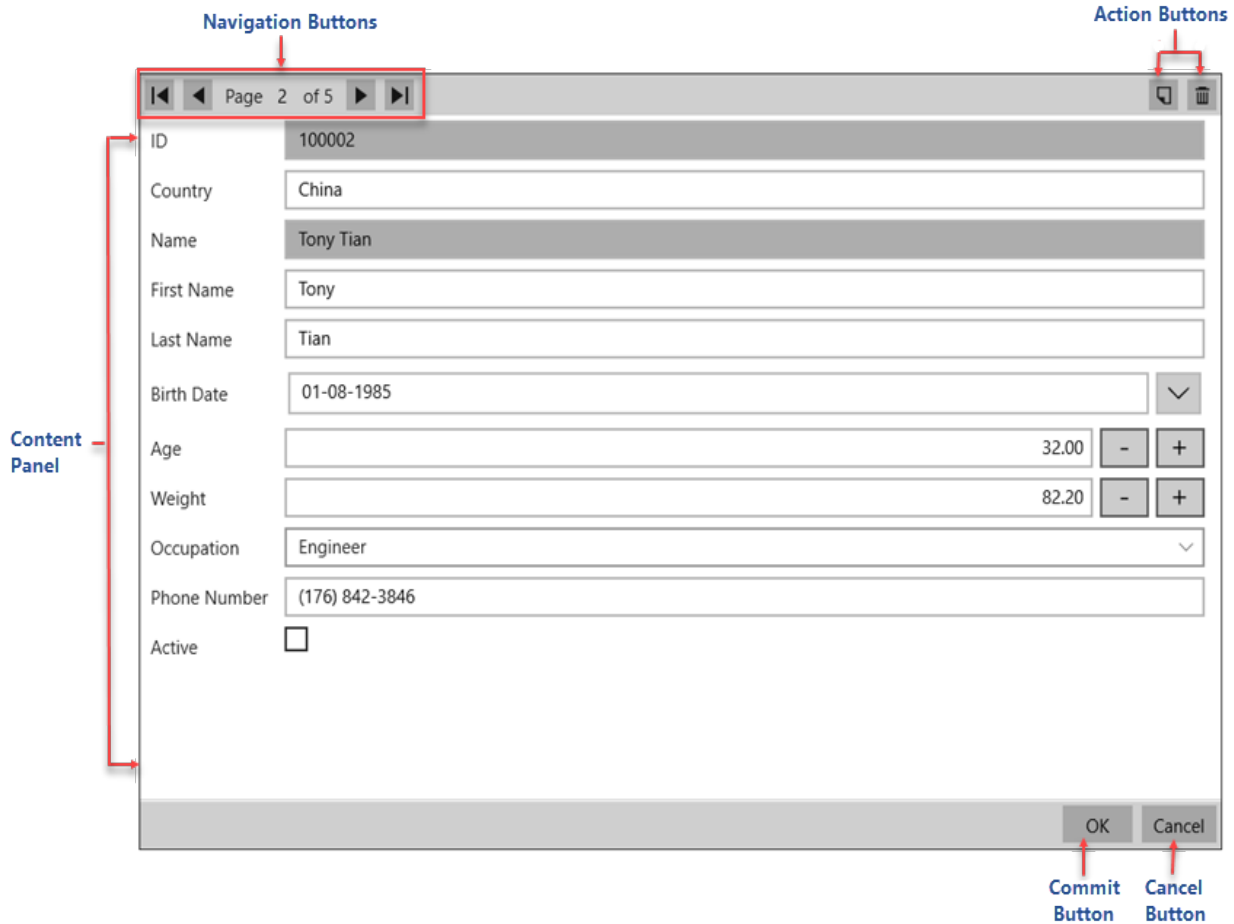 Navigation Buttons
Action Buttons
Page 2 of 5
ID 100002
Country China
Name Tony Tian
First Name Tony
Last Name Tian
Birth Date 01-08-1985
Content
Panel
Age 32.00 - +
Weight 82.20 - +
Occupation Engineer
Phone Number (176) 842-3846
Active
OK Cancel
Commit
Button
Cancel
Button